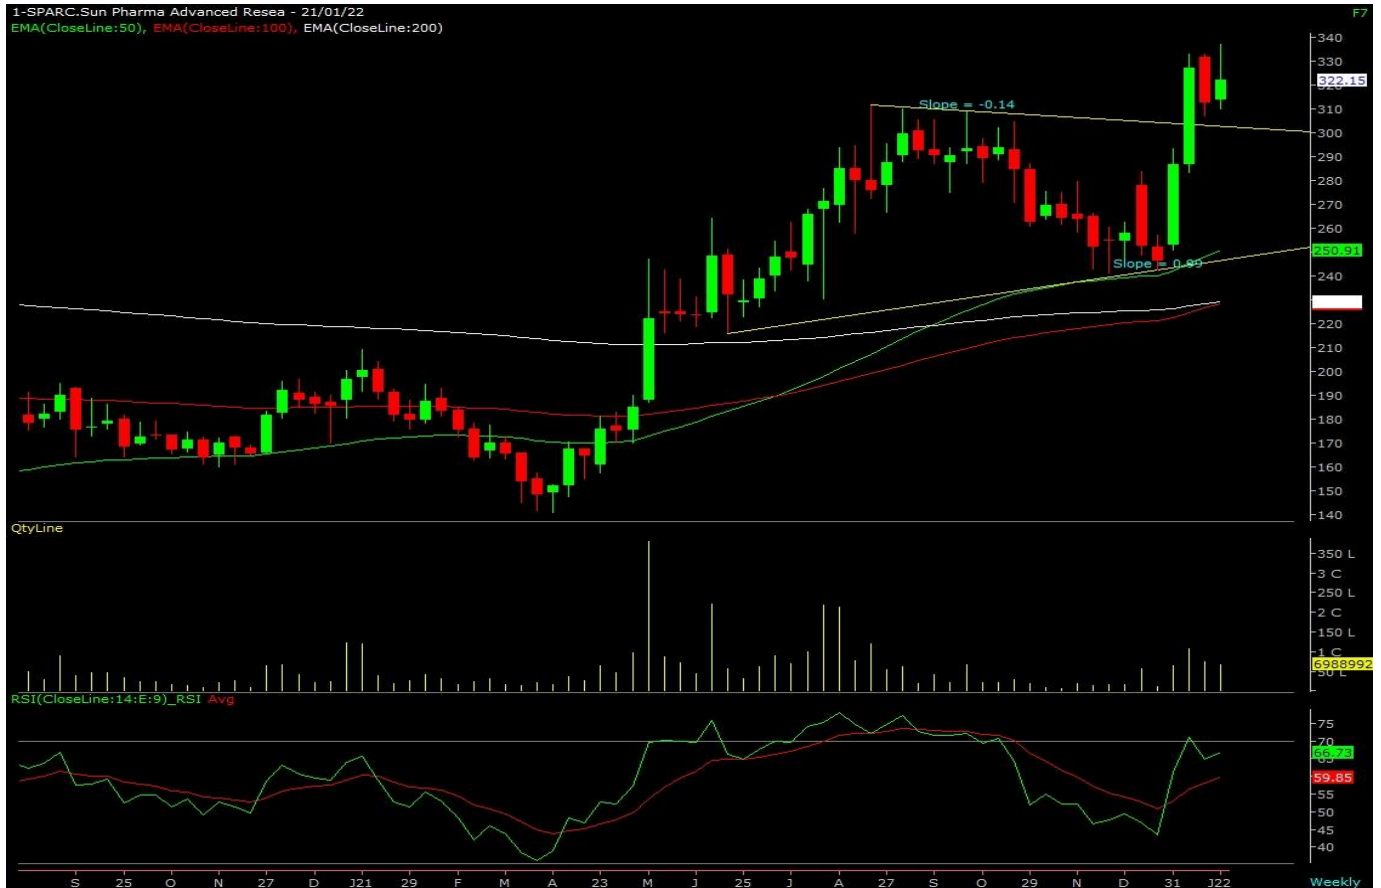 1-SPARC.Sun Pharma Advanced Resea - 21/01/22
F7
EMA(CloseLine:50), EMA(CloseLine:100), EMA(CloseLine:200)
340
330
322.15
310
Slope = -0.14
300
290
280
270
260
250.91
Slope = 0.89
240
220
210
200
190
180
170
160
150
140
QtyLine
350 L
3 C
250 L
2 C
150 L
1 C
6988992
50 L
RSI(CloseLine:14:E:9)_RSI Avg
75
70
66.73
59.85
55
50
45
40
S 25 O N 27 D J21 29 F M A 23 M J 25 J A 27 S O N D 31 J22
Weekly